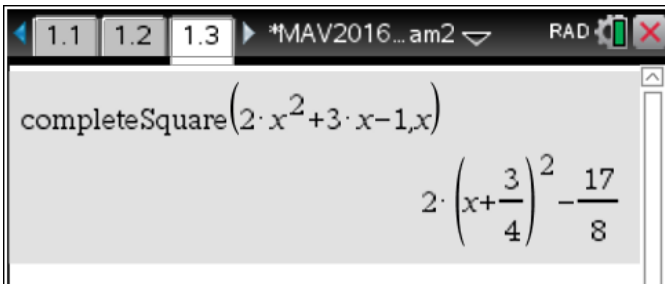 1.1 1.2 1.3 *MAV2016…am2 RAD
completeSquare(2·x²+3·x−1,x)
2·(x+3/4)²−17/8